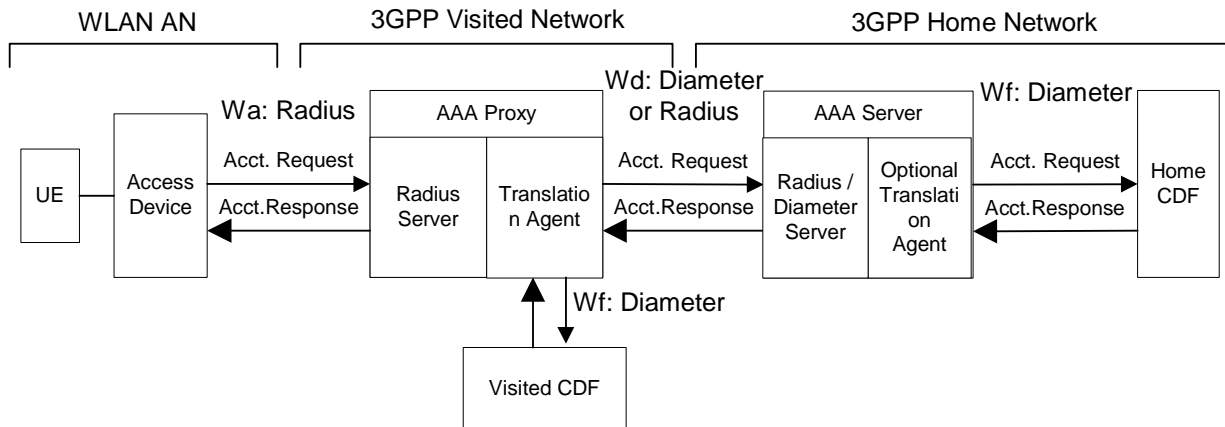 WLAN AN
3GPP Visited Network
3GPP Home Network
Wa: Radius
Wd: Diameter
or Radius
Wf: Diameter
AAA Proxy
AAA Server
UE
Access
Device
Acct. Request
Acct.Response
Radius
Server
Translatio
n Agent
Acct. Request
Acct.Response
Radius /
Diameter
Server
Optional
Translati
on
Agent
Acct. Request
Acct.Response
Home
CDF
Wf: Diameter
Visited CDF